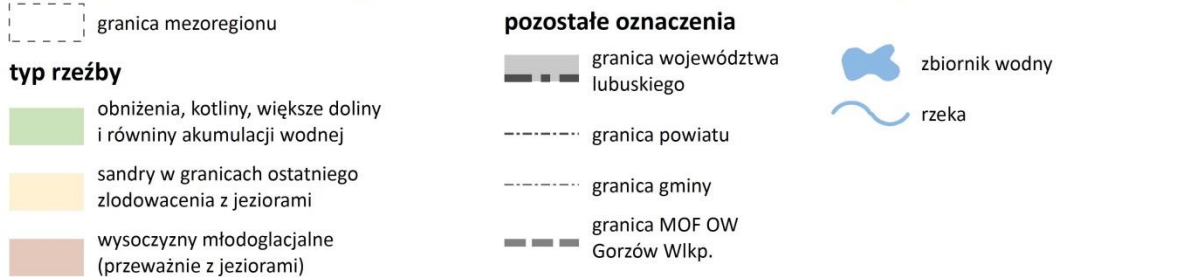 granica mezoregionu
typ rzeźby
obniżenia, kotliny, większe doliny
i równiny akumulacji wodnej
sandry w granicach ostatniego
zlodowacenia z jeziorami
wysoczyzny młodoglacjalne
(przeważnie z jeziorami)
pozostałe oznaczenia
granica województwa
lubuskiego
granica powiatu
granica gminy
granica MOF OW
Gorzów Wlkp.
zbiornik wodny
rzeka